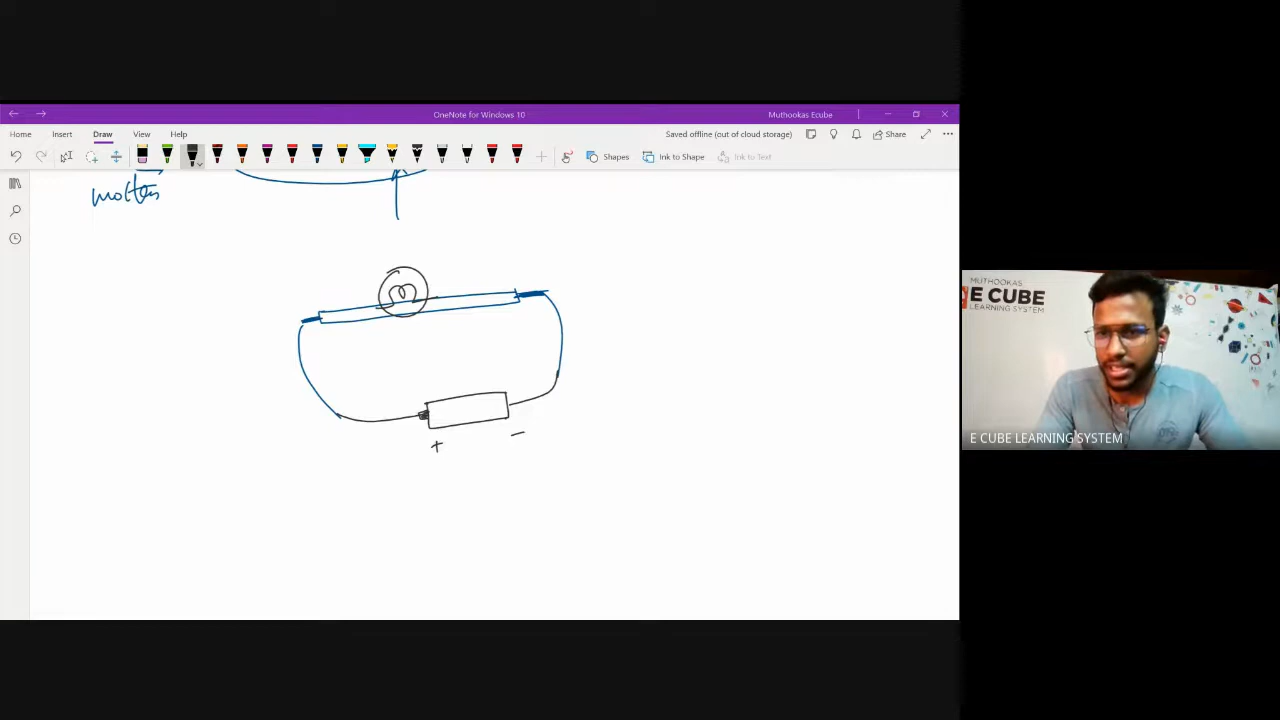 OneNote for Windows 10
Muthookas Ecube
Home Insert Draw View Help
Saved offline (out of cloud storage)
Share
Shapes
Ink to Shape
Ink to Text
molten
+
−
MUTHOOKAS
E CUBE
LEARNING SYSTEM
E CUBE LEARNING SYSTEM